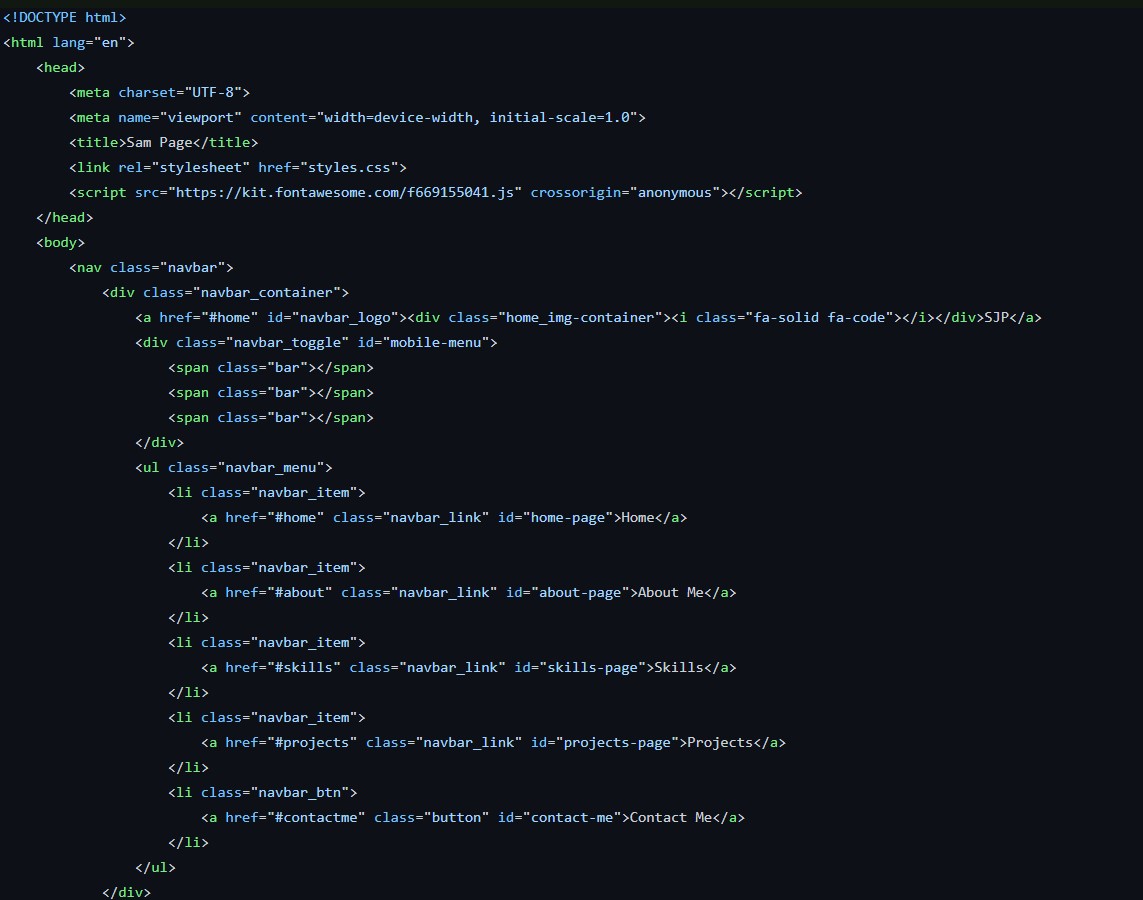 <!DOCTYPE html>
<html lang="en">
    <head>
        <meta charset="UTF-8">
        <meta name="viewport" content="width=device-width, initial-scale=1.0">
        <title>Sam Page</title>
        <link rel="stylesheet" href="styles.css">
        <script src="https://kit.fontawesome.com/f669155041.js" crossorigin="anonymous"></script>
    </head>
    <body>
        <nav class="navbar">
            <div class="navbar_container">
                <a href="#home" id="navbar_logo"><div class="home_img-container"><i class="fa-solid fa-code"></i></div>SJP</a>
                <div class="navbar_toggle" id="mobile-menu">
                    <span class="bar"></span>
                    <span class="bar"></span>
                    <span class="bar"></span>
                </div>
                <ul class="navbar_menu">
                    <li class="navbar_item">
                        <a href="#home" class="navbar_link" id="home-page">Home</a>
                    </li>
                    <li class="navbar_item">
                        <a href="#about" class="navbar_link" id="about-page">About Me</a>
                    </li>
                    <li class="navbar_item">
                        <a href="#skills" class="navbar_link" id="skills-page">Skills</a>
                    </li>
                    <li class="navbar_item">
                        <a href="#projects" class="navbar_link" id="projects-page">Projects</a>
                    </li>
                    <li class="navbar_btn">
                        <a href="#contactme" class="button" id="contact-me">Contact Me</a>
                    </li>
                </ul>
            </div>